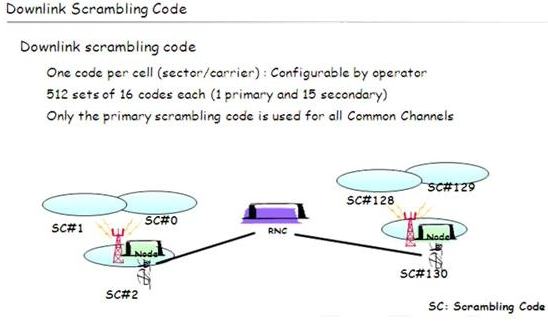 Downlink Scrambling Code
Downlink scrambling code
One code per cell (sector/carrier) : Configurable by operator
512 sets of 16 codes each (1 primary and 15 secondary)
Only the primary scrambling code is used for all Common Channels
SC#1
SC#0
Node
SC#2
RNC
SC#128
SC#129
Node
SC#130
SC: Scrambling Code